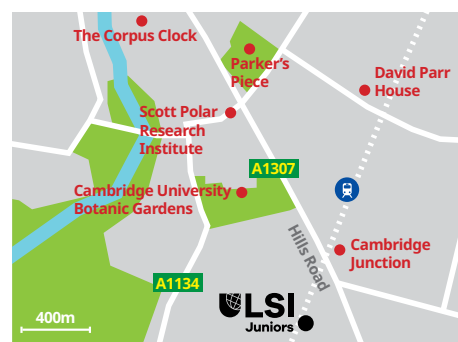 The Corpus Clock
Parker's
Piece
David Parr
House
Scott Polar
Research
Institute
A1307
Cambridge University
Botanic Gardens
Hills Road
Cambridge
Junction
A1134
LSI
Juniors
400m